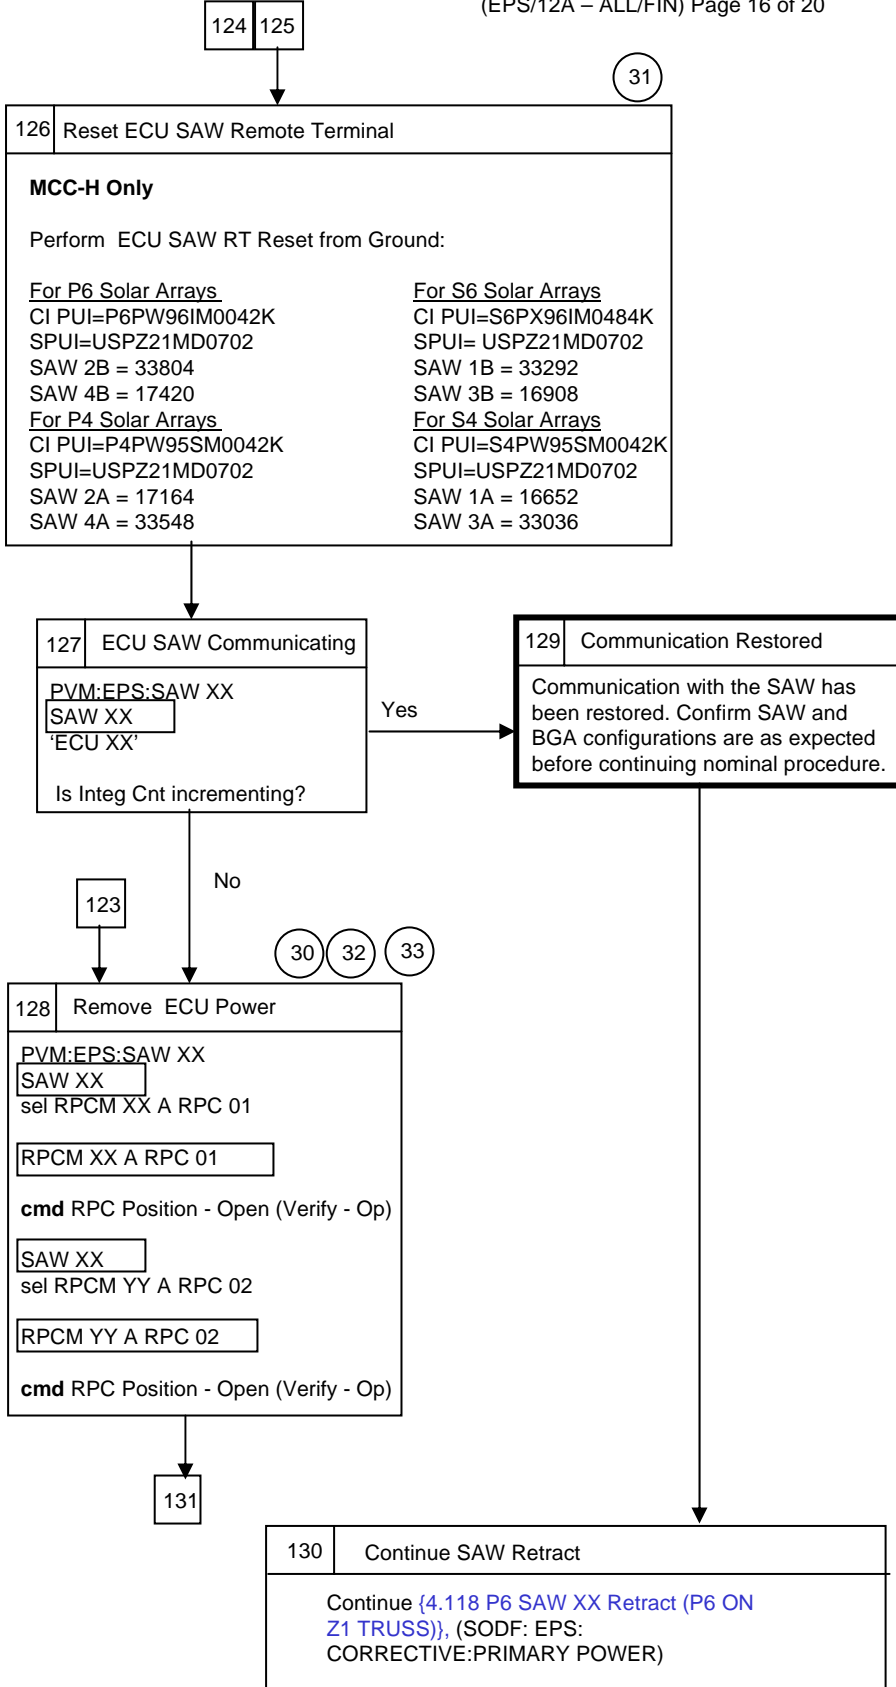 (EPS/12A – ALL/FIN) Page 16 of 20
124 125
31
126 Reset ECU SAW Remote Terminal
MCC-H Only
Perform ECU SAW RT Reset from Ground:
For P6 Solar Arrays
CI PUI=P6PW96IM0042K
SPUI=USPZ21MD0702
SAW 2B = 33804
SAW 4B = 17420
For P4 Solar Arrays
CI PUI=P4PW95SM0042K
SPUI=USPZ21MD0702
SAW 2A = 17164
SAW 4A = 33548
For S6 Solar Arrays
CI PUI=S6PX96IM0484K
SPUI= USPZ21MD0702
SAW 1B = 33292
SAW 3B = 16908
For S4 Solar Arrays
CI PUI=S4PW95SM0042K
SPUI=USPZ21MD0702
SAW 1A = 16652
SAW 3A = 33036
127 ECU SAW Communicating
PVM:EPS:SAW XX
SAW XX
‘ECU XX’
Is Integ Cnt incrementing?
Yes
129 Communication Restored
Communication with the SAW has
been restored. Confirm SAW and
BGA configurations are as expected
before continuing nominal procedure.
No
123
30 32 33
128 Remove ECU Power
PVM:EPS:SAW XX
SAW XX
sel RPCM XX A RPC 01
RPCM XX A RPC 01
cmd RPC Position - Open (Verify - Op)
SAW XX
sel RPCM YY A RPC 02
RPCM YY A RPC 02
cmd RPC Position - Open (Verify - Op)
131
130 Continue SAW Retract
Continue {4.118 P6 SAW XX Retract (P6 ON
Z1 TRUSS)}, (SODF: EPS:
CORRECTIVE:PRIMARY POWER)